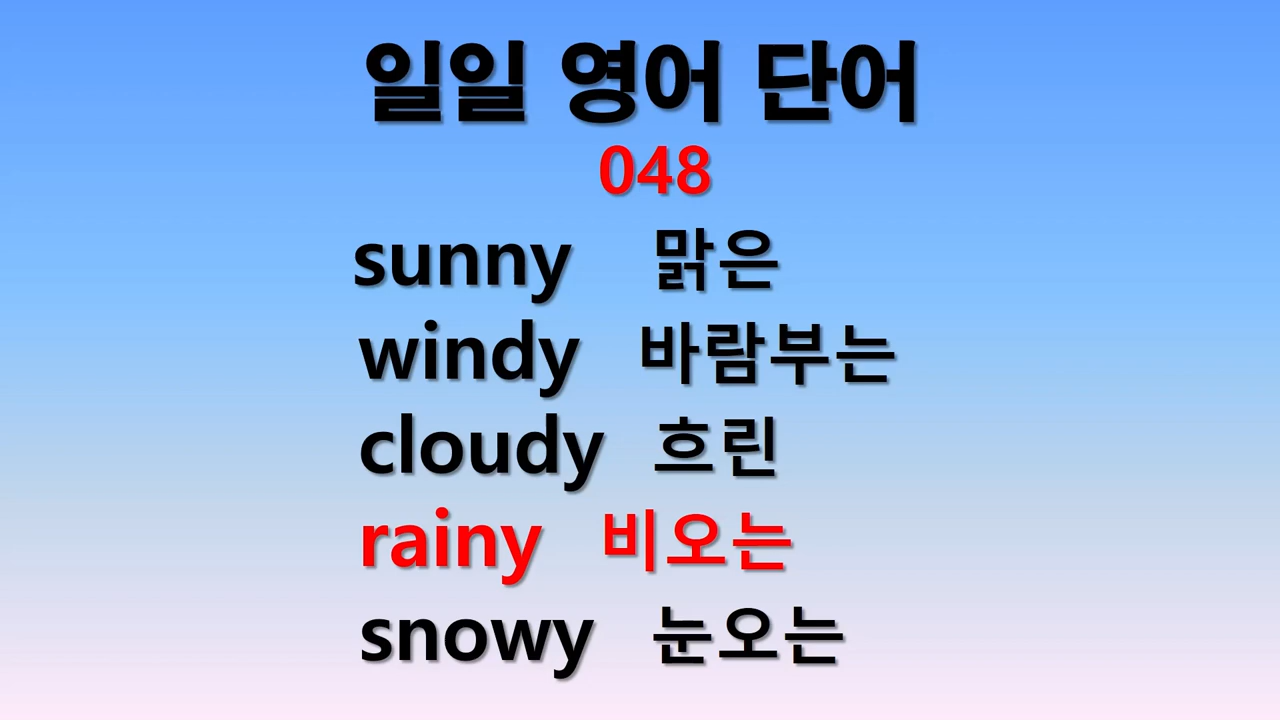 일일 영어 단어
048
sunny 맑은
windy 바람부는
cloudy 흐린
rainy 비오는
snowy 눈오는